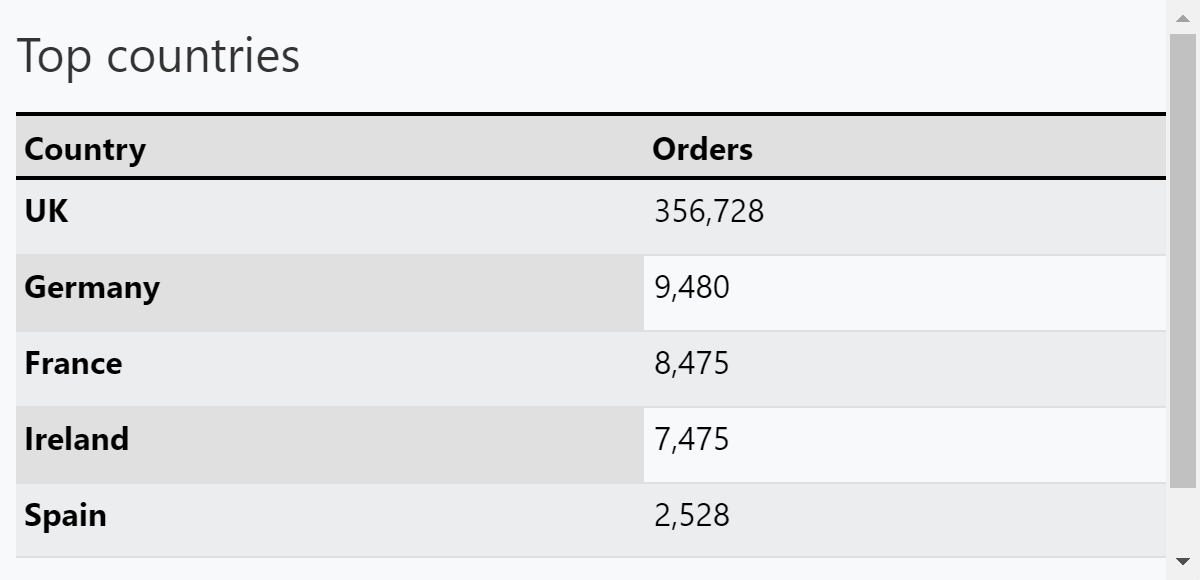 Top countries
Country Orders
UK 356,728
Germany 9,480
France 8,475
Ireland 7,475
Spain 2,528